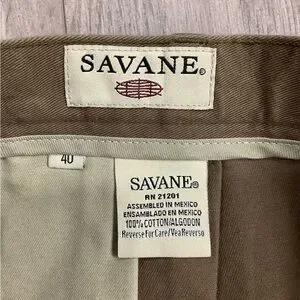 SAVANE®
40
SAVANE®
RN 21201
ASSEMBLED IN MEXICO
ENSAMBLADO EN MEXICO
100% COTTON/ALGODON
Reverse For Care/Vea Reverso